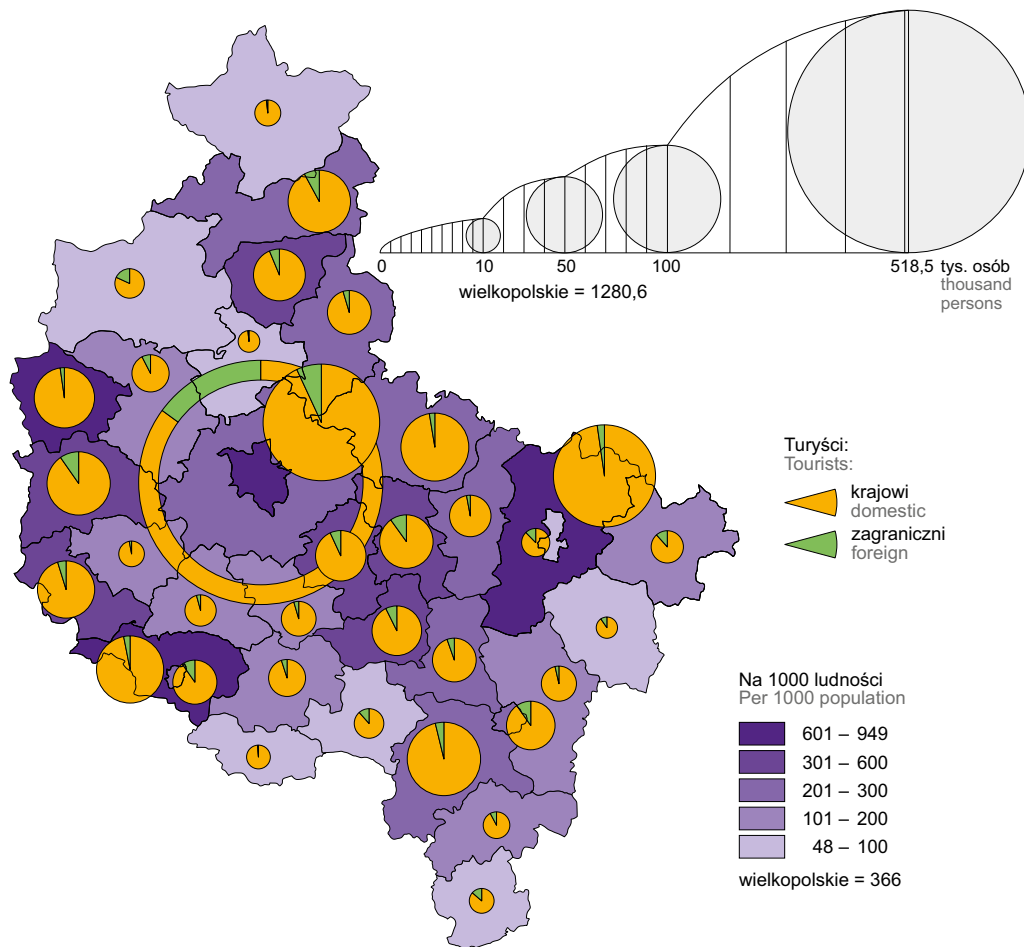 0
10
50
100
518,5
tys. osób
thousand
persons
wielkopolskie = 1280,6
Turyści:
Tourists:
krajowi
domestic
zagraniczni
foreign
Na 1000 ludności
Per 1000 population
601 – 949
301 – 600
201 – 300
101 – 200
48 – 100
wielkopolskie = 366